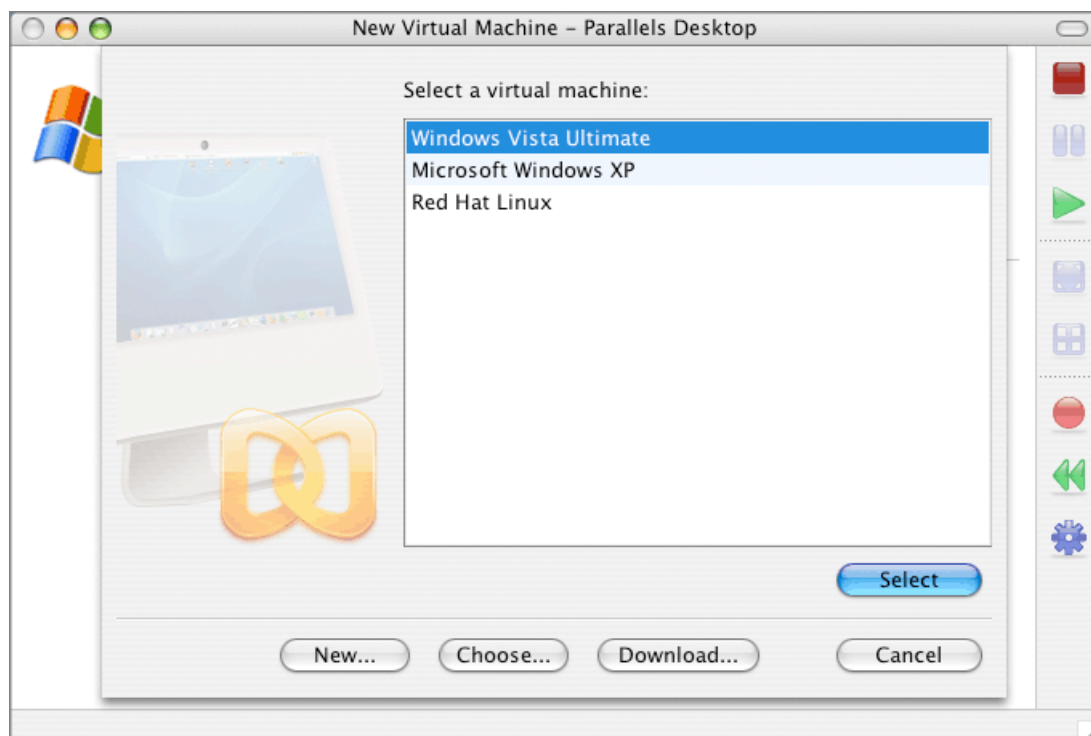 New Virtual Machine – Parallels Desktop
Select a virtual machine:
Windows Vista Ultimate
Microsoft Windows XP
Red Hat Linux
Select
New...
Choose...
Download...
Cancel